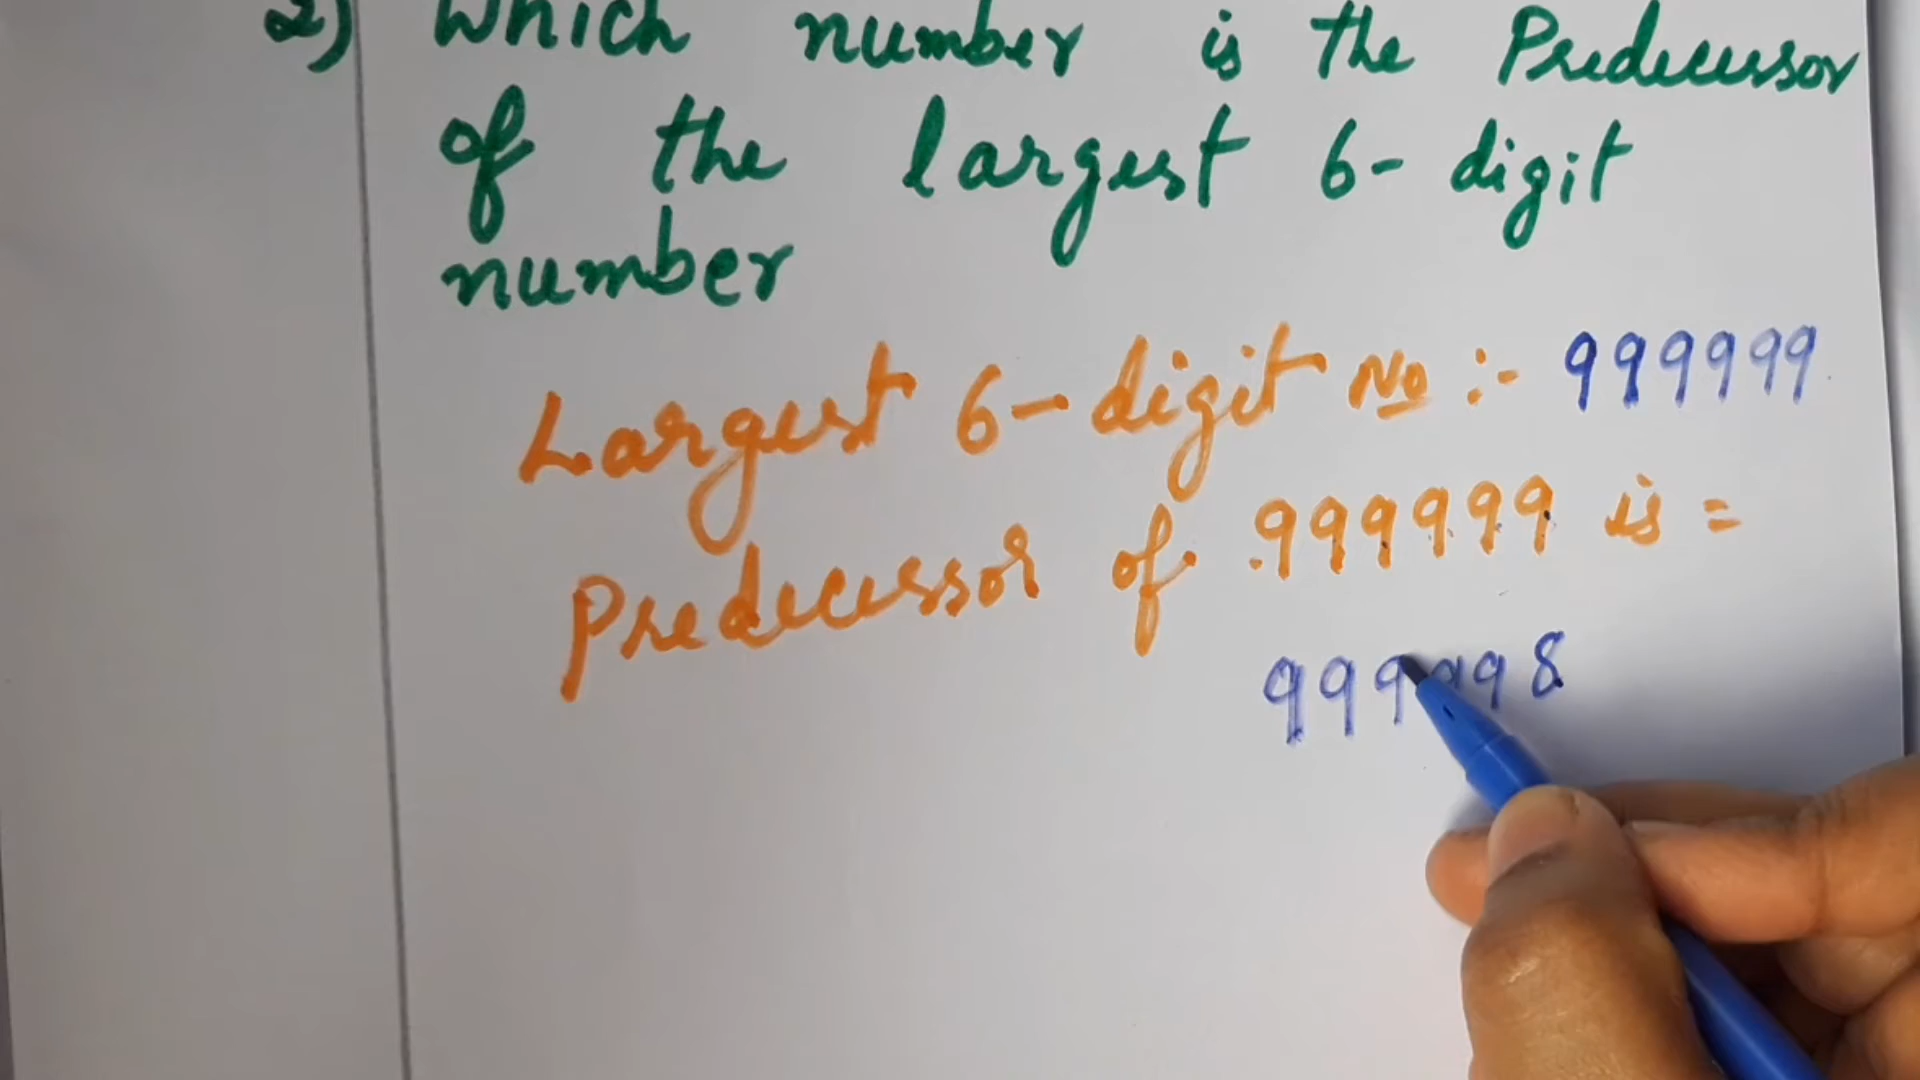 2) Which number is the Predecessor
of the largest 6-digit
number
Largest 6-digit No :- 999999
Predecessor of 999999 is =
999998